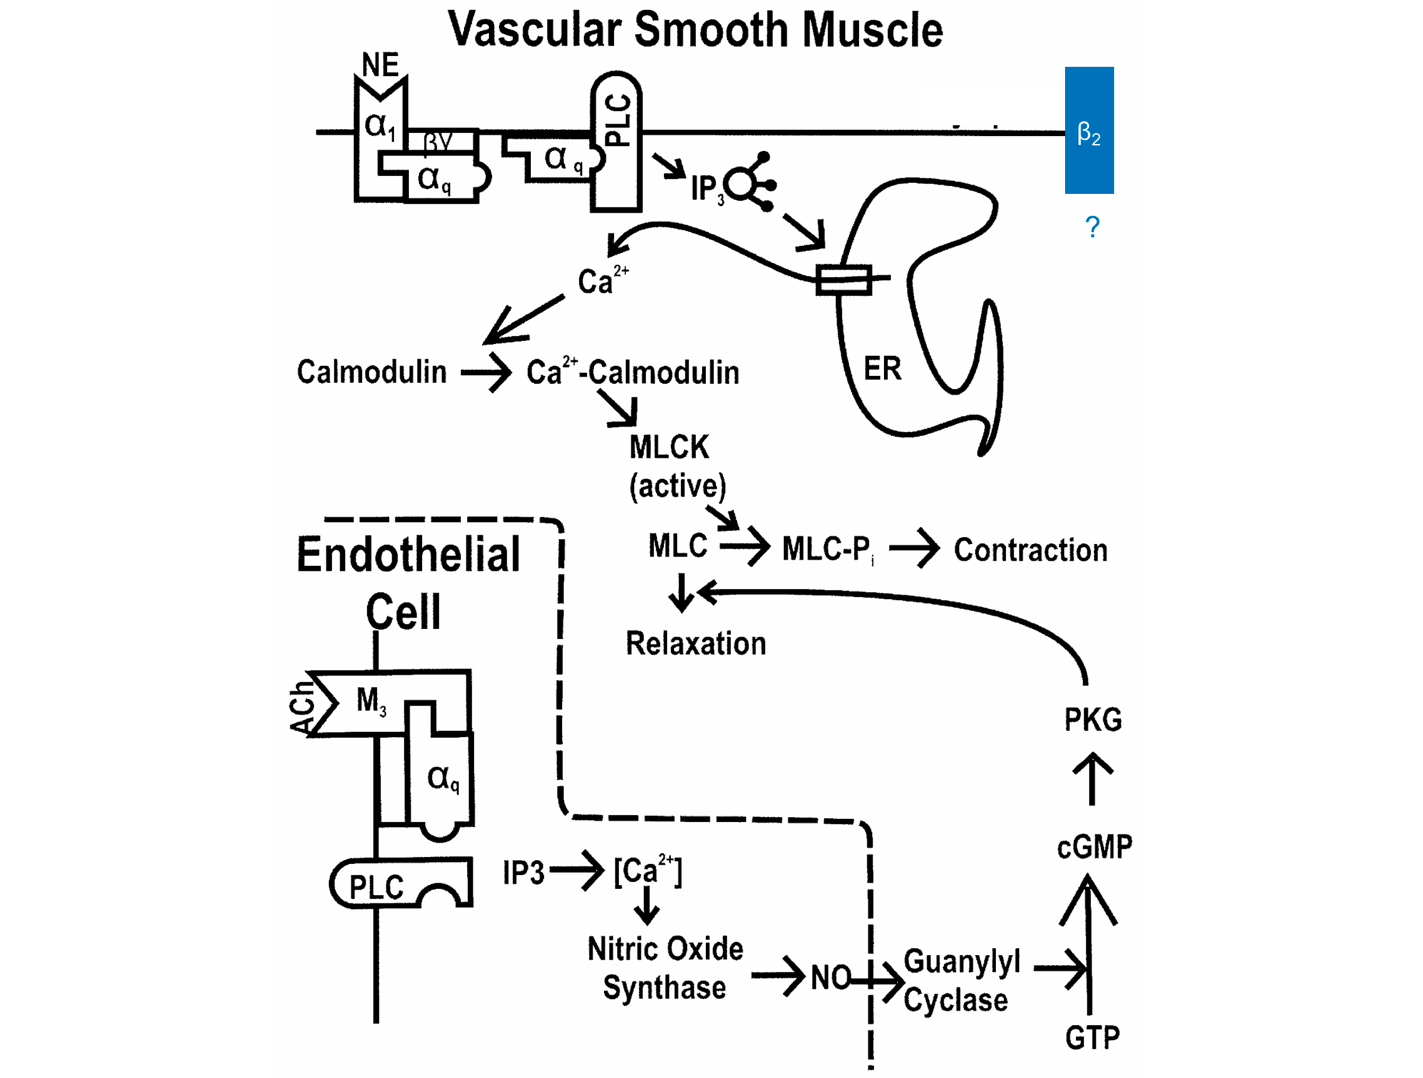 Vascular Smooth Muscle
NE
α1
βγ
αq
αq
PLC
IP3
β2
?
Ca2+
ER
Calmodulin
Ca2+-Calmodulin
MLCK
(active)
MLC
MLC-Pi
Contraction
Relaxation
Endothelial
Cell
ACh
M3
αq
PLC
IP3
[Ca2+]
Nitric Oxide
Synthase
NO
Guanylyl
Cyclase
PKG
cGMP
GTP